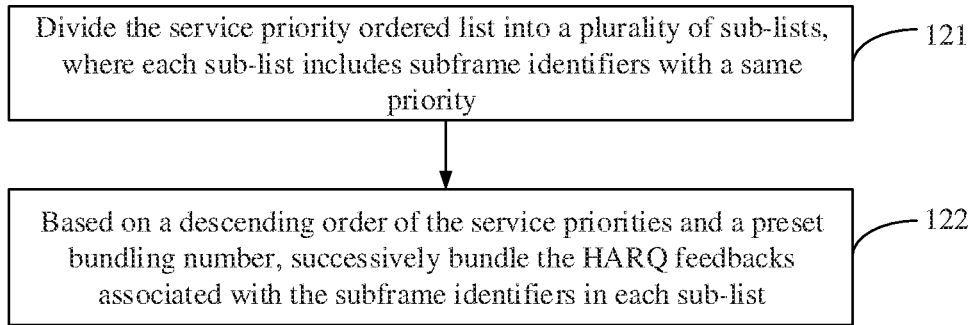 Divide the service priority ordered list into a plurality of sub-lists,
where each sub-list includes subframe identifiers with a same
priority
121
Based on a descending order of the service priorities and a preset
bundling number, successively bundle the HARQ feedbacks
associated with the subframe identifiers in each sub-list
122